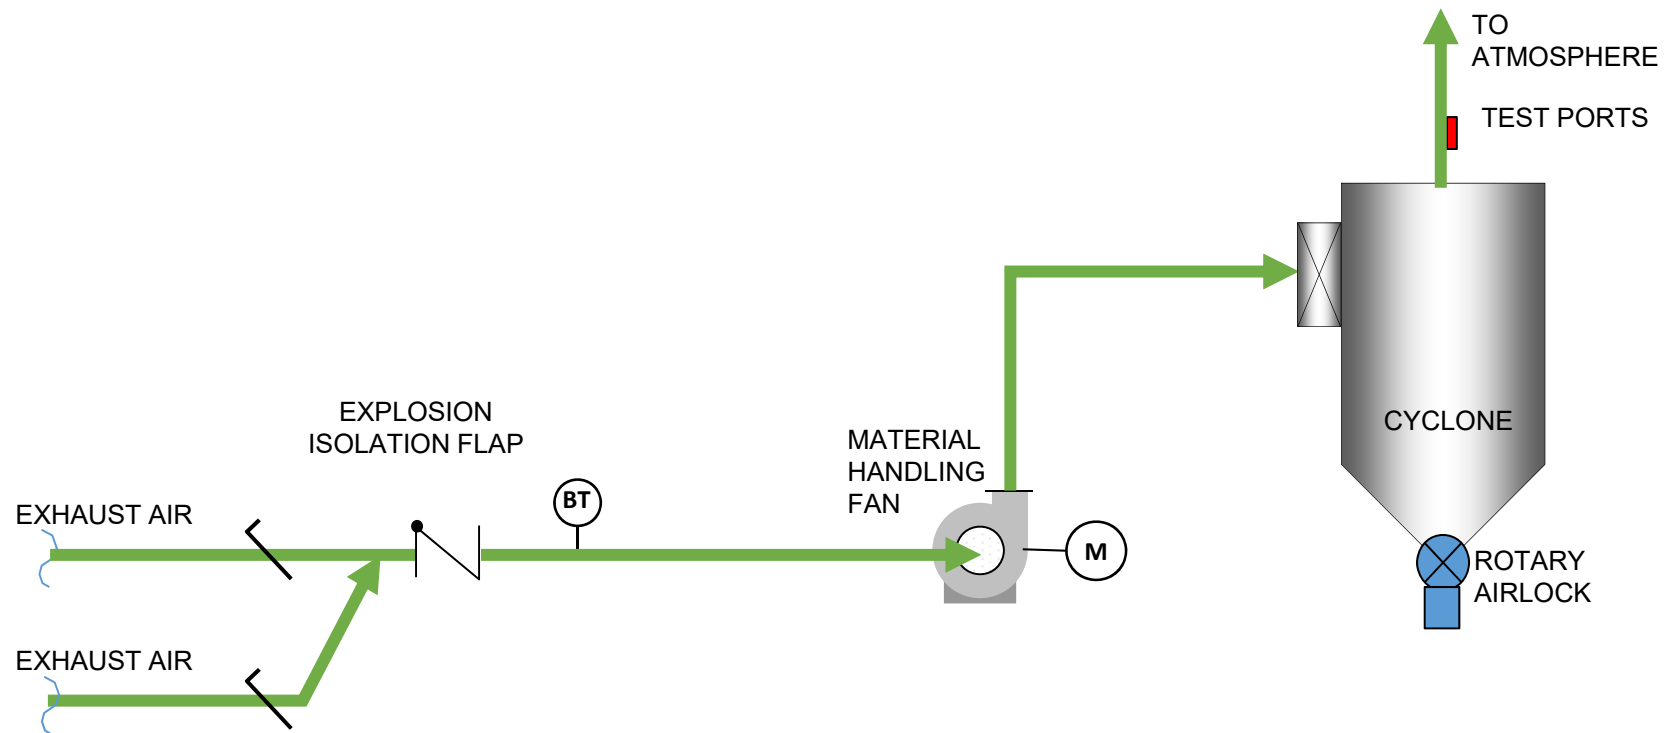 TO
ATMOSPHERE
TEST PORTS
EXPLOSION
ISOLATION FLAP
MATERIAL
HANDLING
FAN
CYCLONE
EXHAUST AIR
BT
M
ROTARY
AIRLOCK
EXHAUST AIR